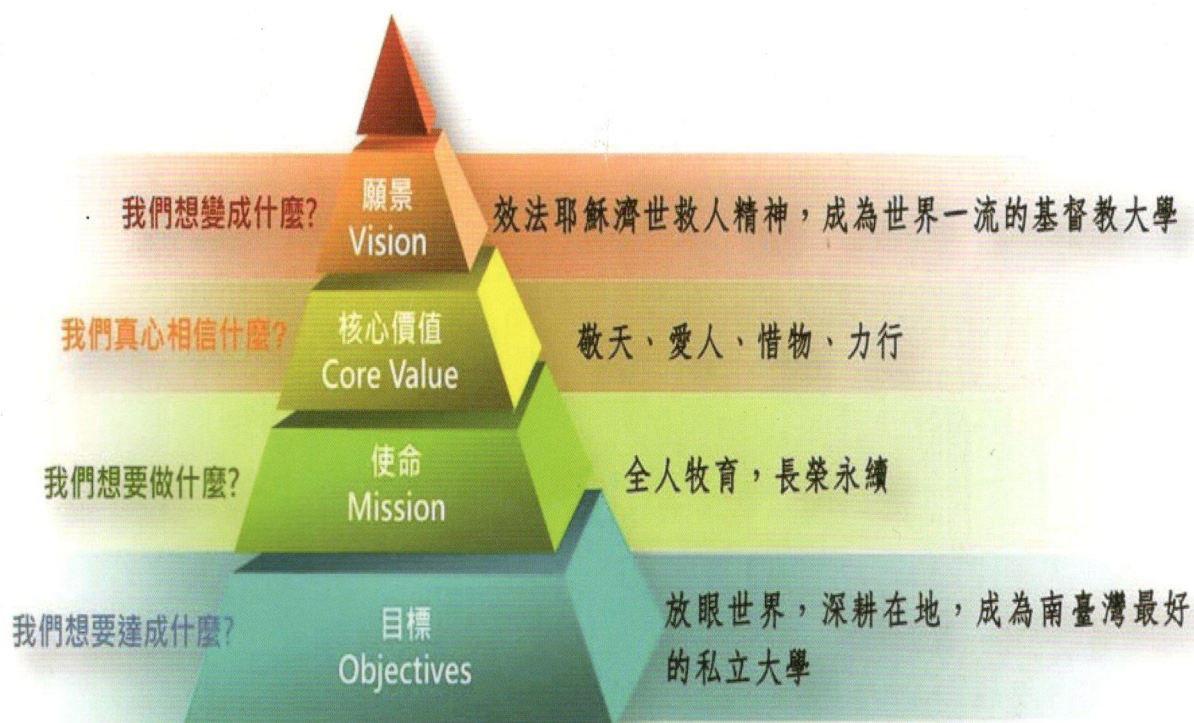 我們想變成什麼?
願景
Vision
效法耶穌濟世救人精神，成為世界一流的基督教大學
我們真心相信什麼?
核心價值
Core Value
敬天、愛人、惜物、力行
我們想要做什麼?
使命
Mission
全人牧育，長榮永續
我們想要達成什麼?
目標
Objectives
放眼世界，深耕在地，成為南臺灣最好
的私立大學